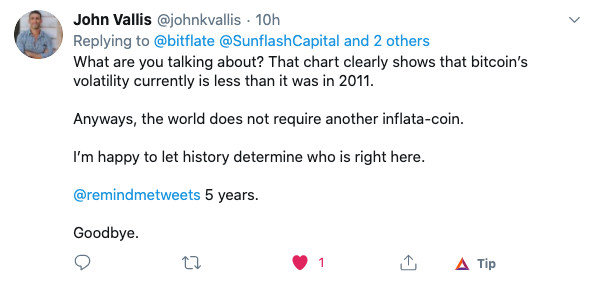 John Vallis @johnkvallis · 10h
Replying to @bitflate @SunflashCapital and 2 others
What are you talking about? That chart clearly shows that bitcoin’s
volatility currently is less than it was in 2011.
Anyways, the world does not require another inflata-coin.
I’m happy to let history determine who is right here.
@remindmetweets 5 years.
Goodbye.
1
Tip